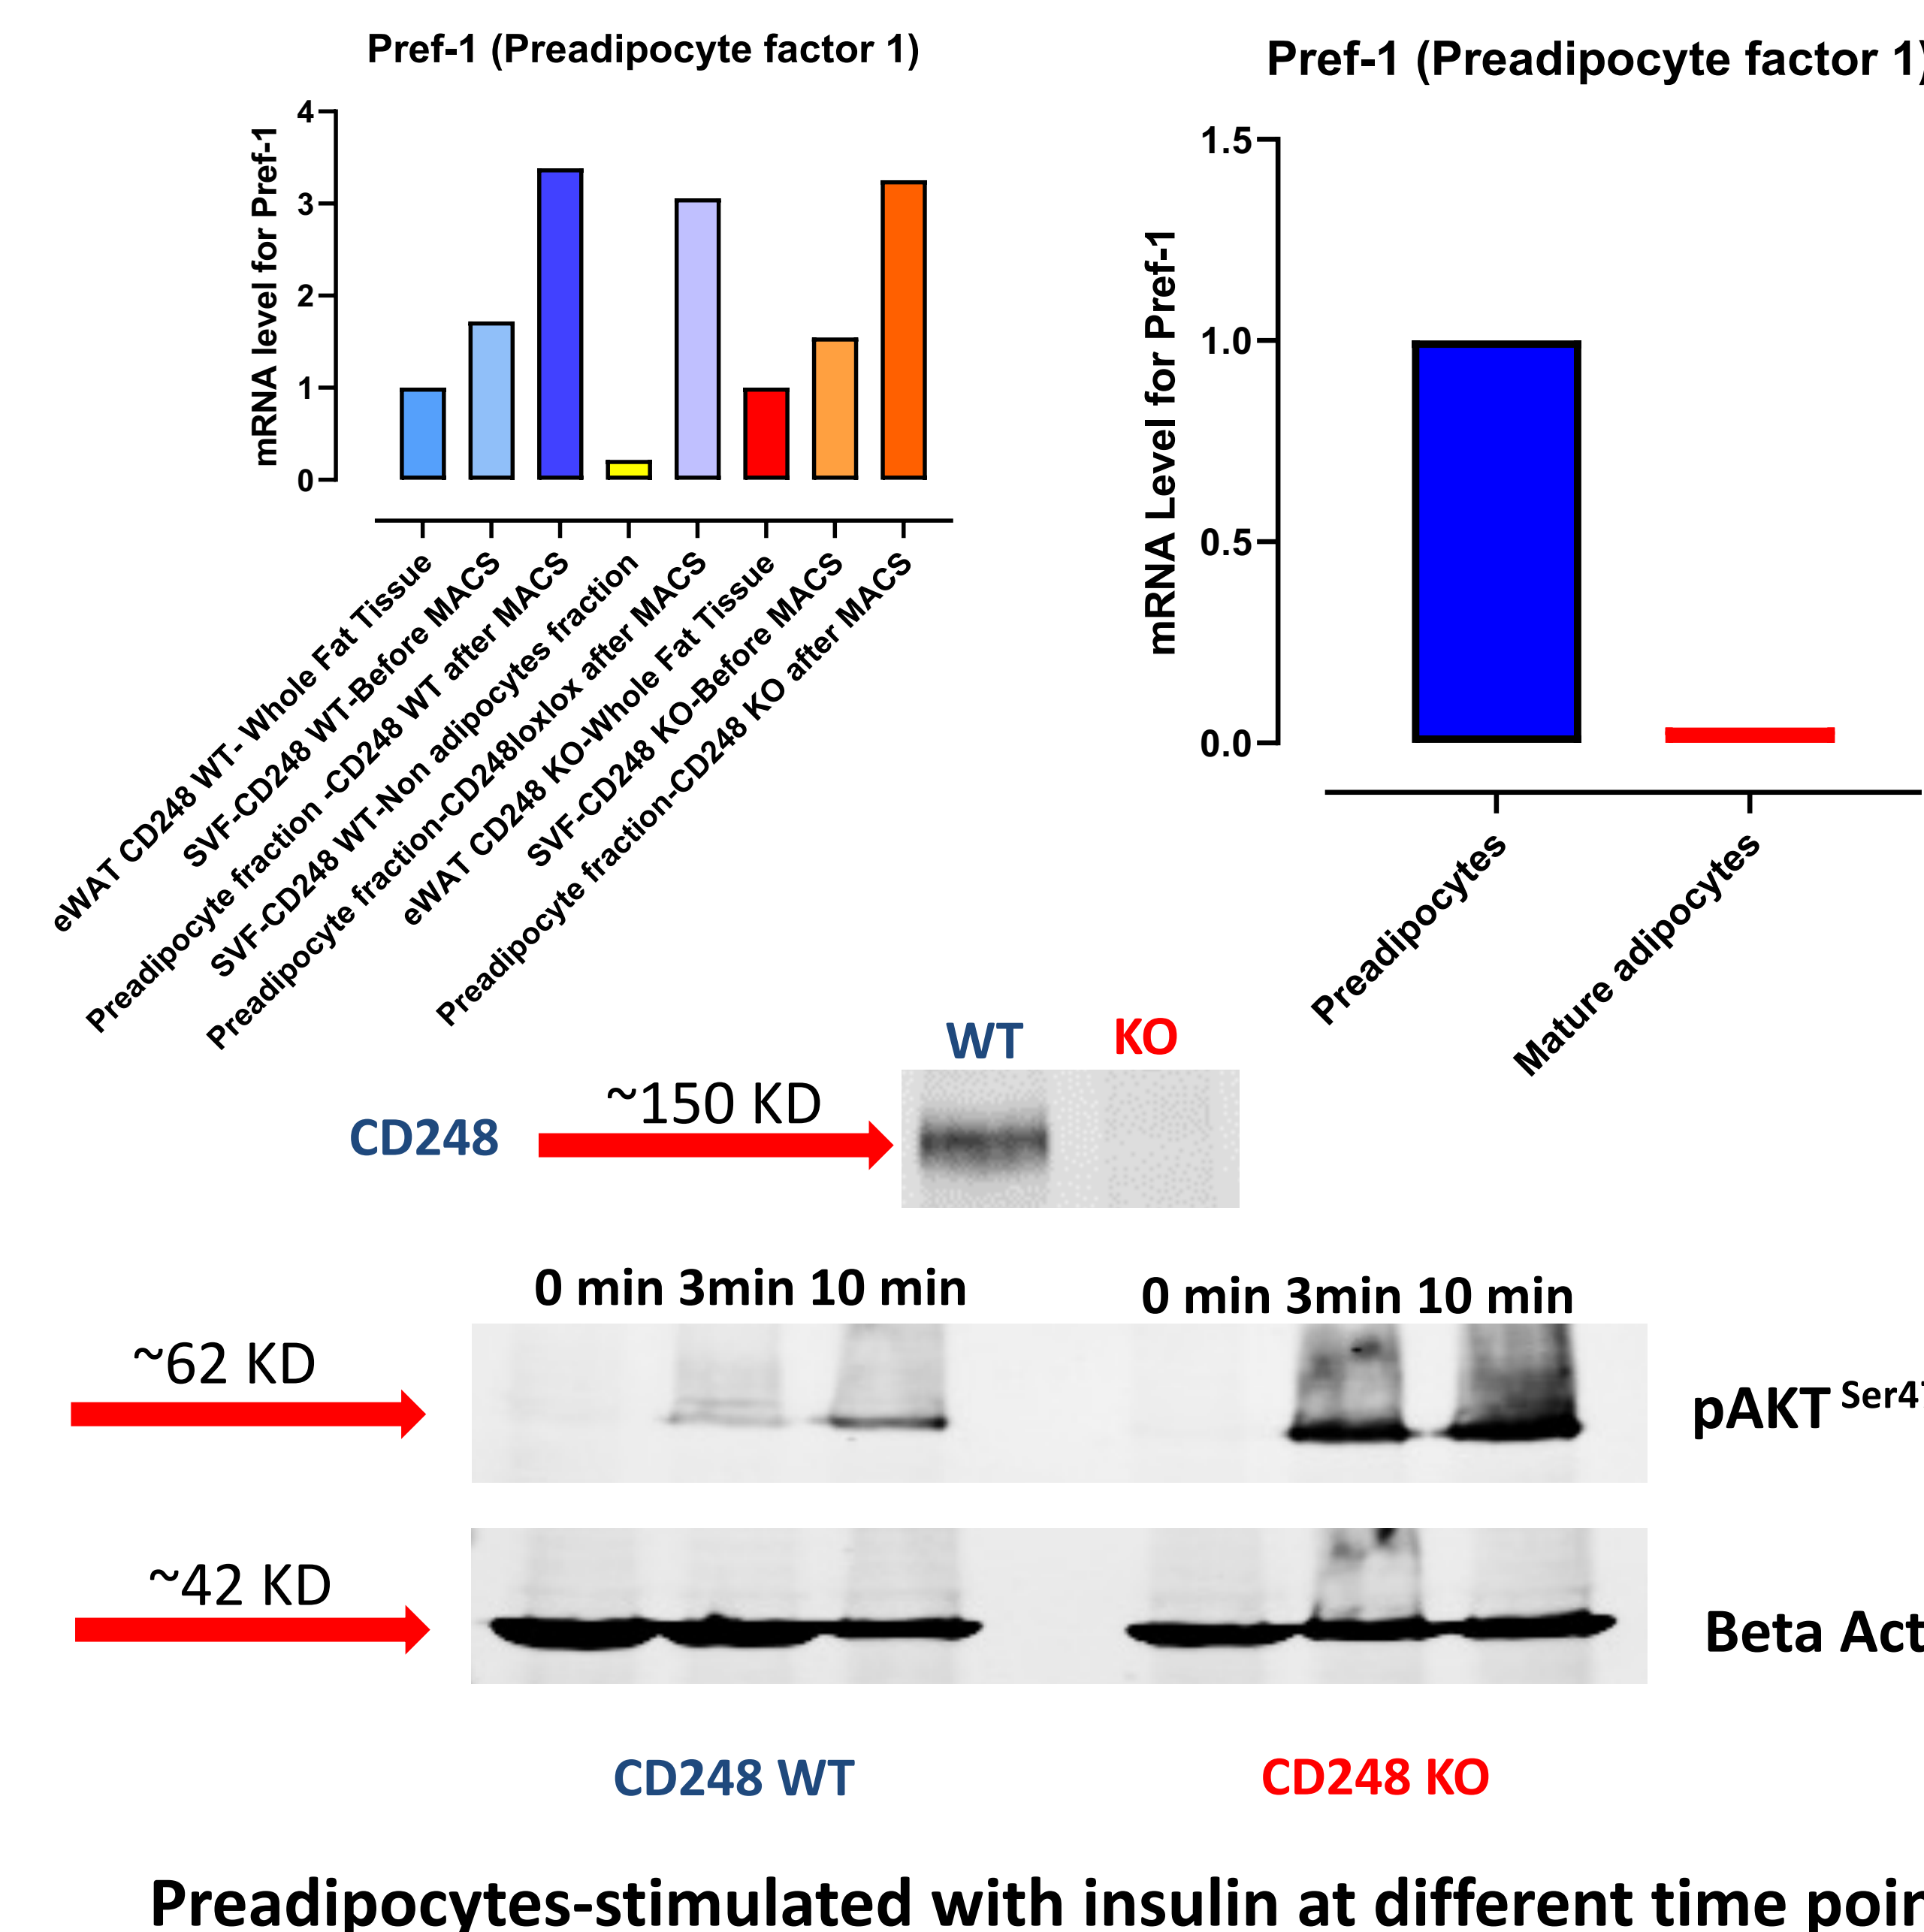 Pref-1 (Preadipocyte factor 1)
mRNA level for Pref-1
4
3
2
1
0
eWAT CD248 WT- Whole Fat Tissue
SVF-CD248 WT-Before MACS
Preadipocyte fraction -CD248 WT after MACS
SVF-CD248 WT-Non adipocytes fraction
Preadipocyte fraction-CD248loxlox after MACS
eWAT CD248 KO-Whole Fat Tissue
SVF-CD248 KO-Before MACS
Preadipocyte fraction-CD248 KO after MACS
Pref-1 (Preadipocyte factor 1)
mRNA Level for Pref-1
1.5
1.0
0.5
0.0
Preadipocytes
Mature adipocytes
WT KO
CD248 ~150 KD
0 min 3min 10 min 0 min 3min 10 min
~62 KD
pAKT Ser4
~42 KD
Beta Act
CD248 WT CD248 KO
Preadipocytes-stimulated with insulin at different time poin